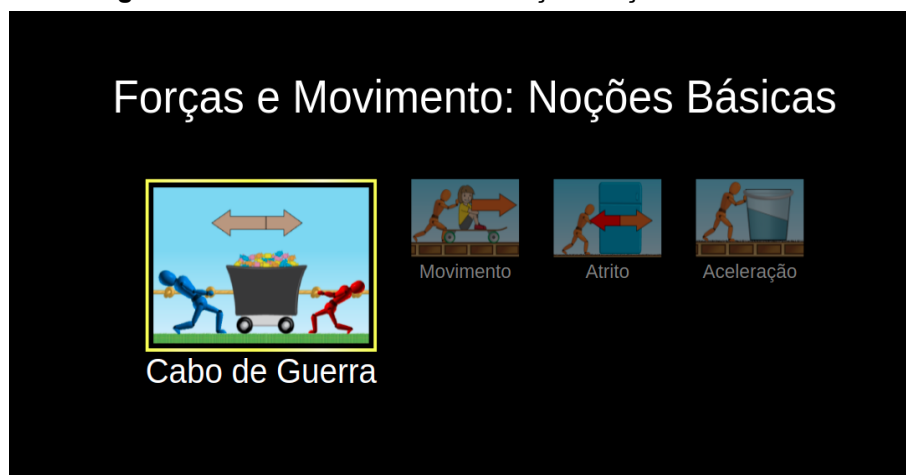 Forças e Movimento: Noções Básicas
Movimento
Atrito
Aceleração
Cabo de Guerra